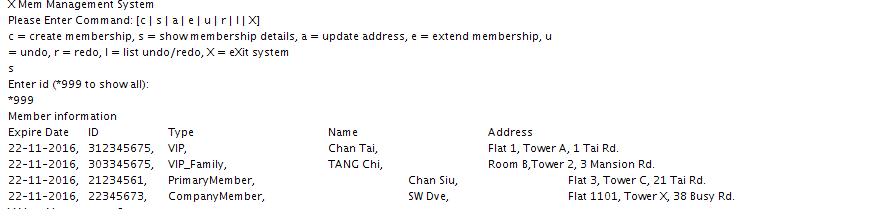 X Mem Management System
Please Enter Command: [c | s | a | e | u | r | l | X]
c = create membership, s = show membership details, a = update address, e = extend membership, u
= undo, r = redo, l = list undo/redo, X = eXit system
s
Enter id (*999 to show all):
*999
Member information
Expire Date ID Type Name Address
22-11-2016, 312345675, VIP, Chan Tai, Flat 1, Tower A, 1 Tai Rd.
22-11-2016, 303345675, VIP_Family, TANG Chi, Room B,Tower 2, 3 Mansion Rd.
22-11-2016, 21234561, PrimaryMember, Chan Siu, Flat 3, Tower C, 21 Tai Rd.
22-11-2016, 22345673, CompanyMember, SW Dve, Flat 1101, Tower X, 38 Busy Rd.